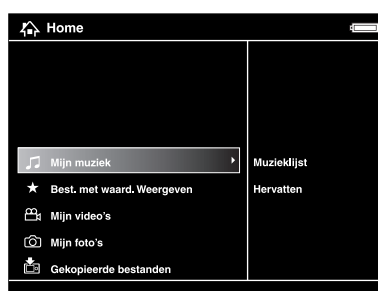 Home
Mijn muziek
Muzieklijst
Best. met waard. Weergeven
Hervatten
Mijn video's
Mijn foto's
Gekopieerde bestanden